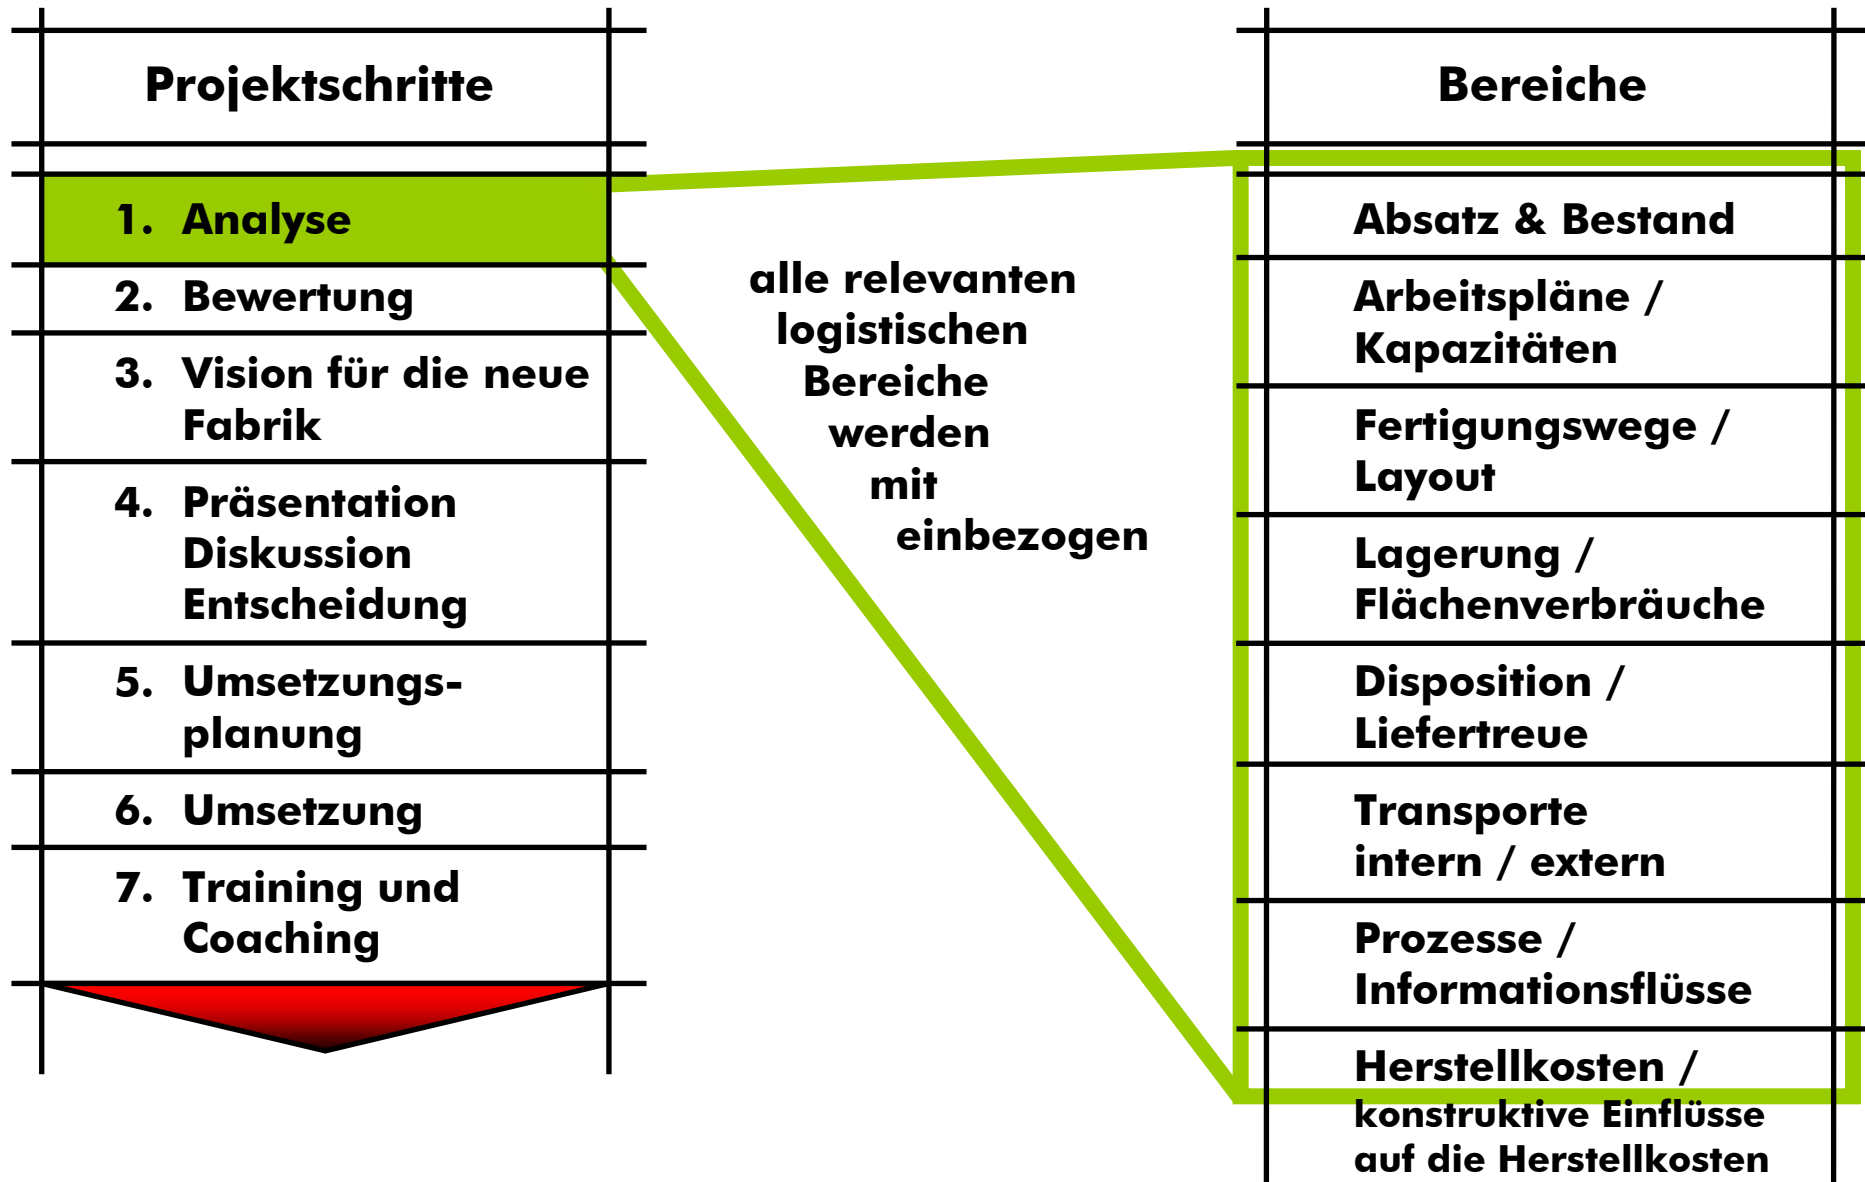 Projektschritte
1. Analyse
2. Bewertung
3. Vision für die neue
Fabrik
4. Präsentation
Diskussion
Entscheidung
5. Umsetzungs-
planung
6. Umsetzung
7. Training und
Coaching
alle relevanten
logistischen
Bereiche
werden
mit
einbezogen
Bereiche
Absatz & Bestand
Arbeitspläne /
Kapazitäten
Fertigungswege /
Layout
Lagerung /
Flächenverbräuche
Disposition /
Liefertreue
Transporte
intern / extern
Prozesse /
Informationsflüsse
Herstellkosten /
konstruktive Einflüsse
auf die Herstellkosten